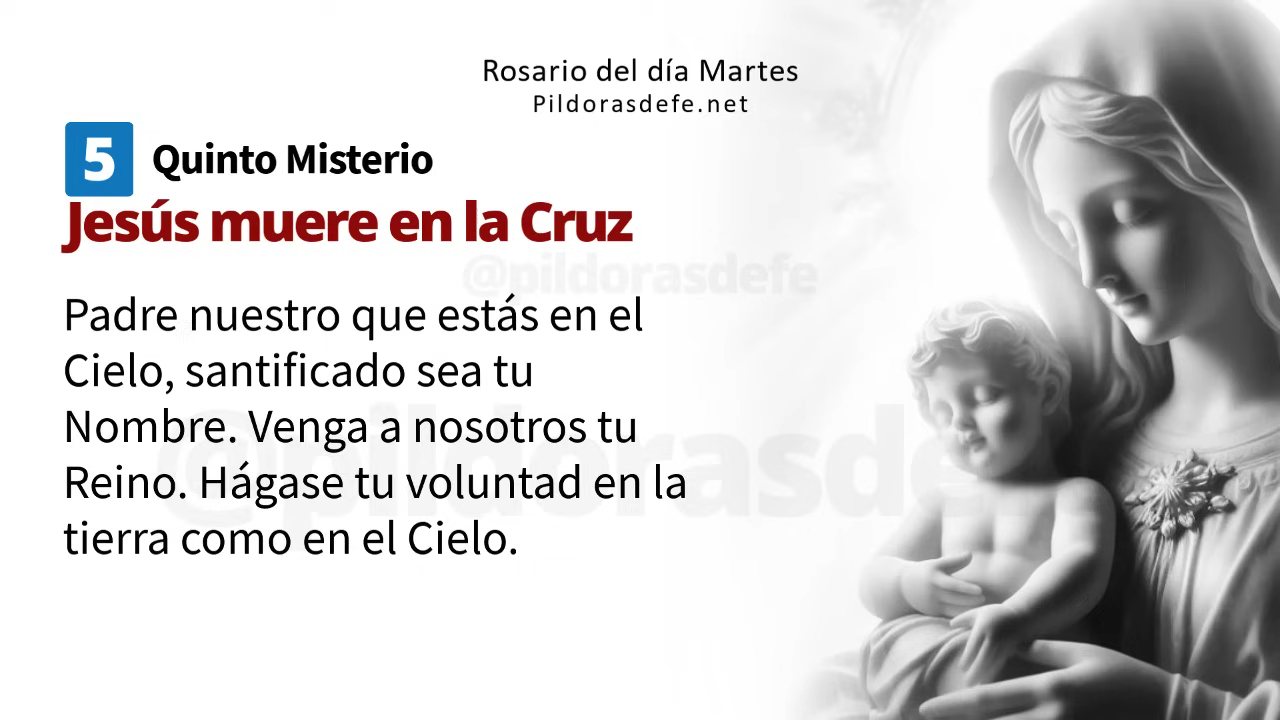 Rosario del día Martes
Pildorasdefe.net
5 Quinto Misterio
Jesús muere en la Cruz
@pildorasdefe
Padre nuestro que estás en el
Cielo, santificado sea tu
Nombre. Venga a nosotros tu
Reino. Hágase tu voluntad en la
tierra como en el Cielo.
@pildorasdefe